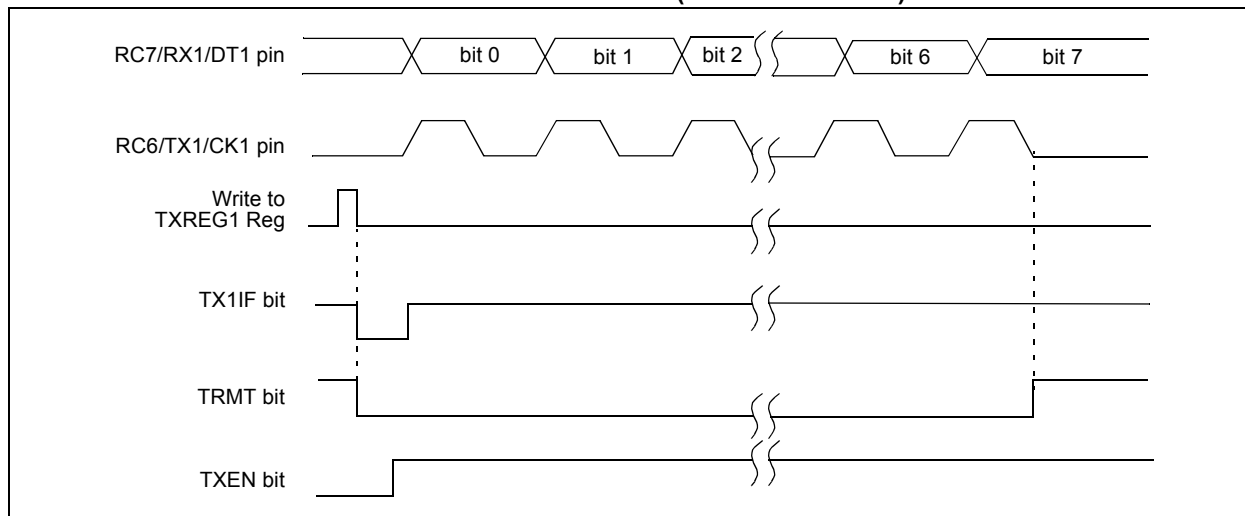 RC7/RX1/DT1 pin
bit 0
bit 1
bit 2
bit 6
bit 7
RC6/TX1/CK1 pin
Write to
TXREG1 Reg
TX1IF bit
TRMT bit
TXEN bit